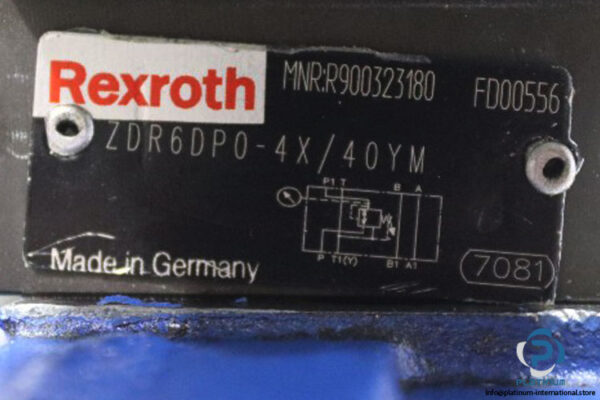 Rexroth
MNR:R900323180
FD00556
ZDR6DP0-4X/40YM
P1 T B A
P T1(Y) B1 A1
Made in Germany
7081
info@platinum-international.store